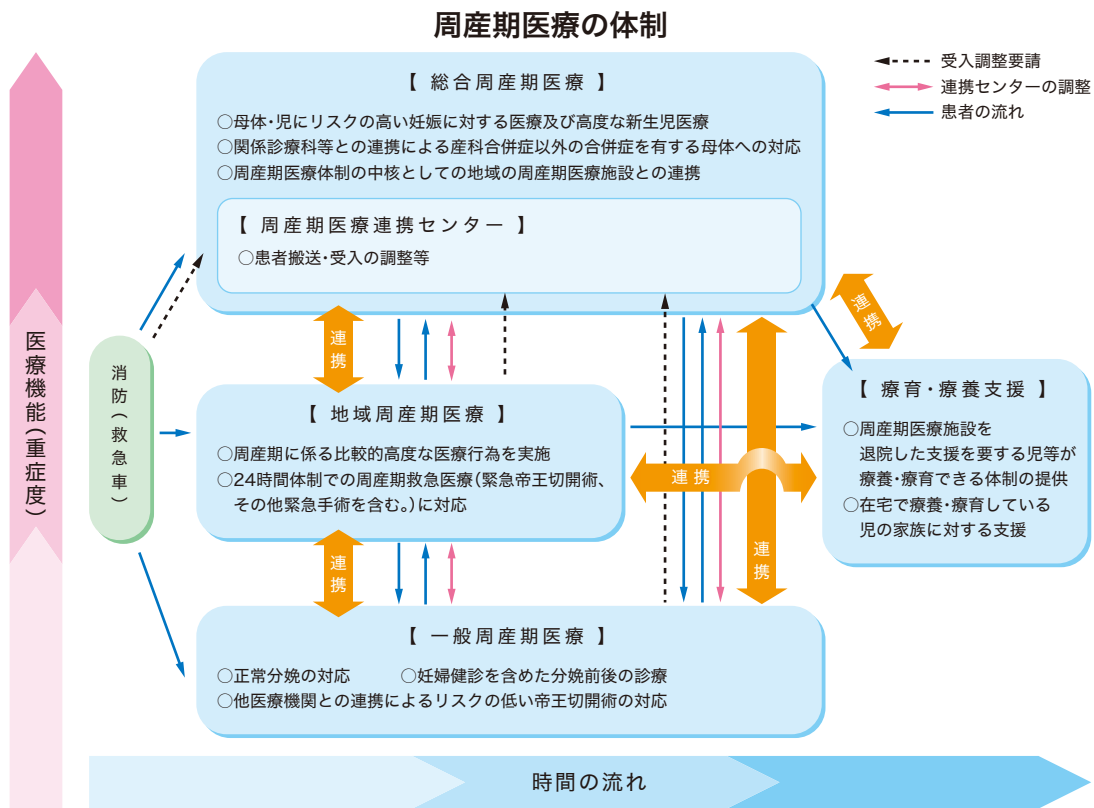 周産期医療の体制
受入調整要請
連携センターの調整
患者の流れ
【 総合周産期医療 】
○母体・児にリスクの高い妊娠に対する医療及び高度な新生児医療
○関係診療科等との連携による産科合併症以外の合併症を有する母体への対応
○周産期医療体制の中核としての地域の周産期医療施設との連携
【 周産期医療連携センター 】
○患者搬送・受入の調整等
医療機能(重症度)
消防(救急車)
連携
連携
【 地域周産期医療 】
○周産期に係る比較的高度な医療行為を実施
○24時間体制での周産期救急医療(緊急帝王切開術、
その他緊急手術を含む。)に対応
連携
【 療育・療養支援 】
○周産期医療施設を
退院した支援を要する児等が
療養・療育できる体制の提供
○在宅で療養・療育している
児の家族に対する支援
連携
連携
【 一般周産期医療 】
○正常分娩の対応 ○妊婦健診を含めた分娩前後の診療
○他医療機関との連携によるリスクの低い帝王切開術の対応
時間の流れ